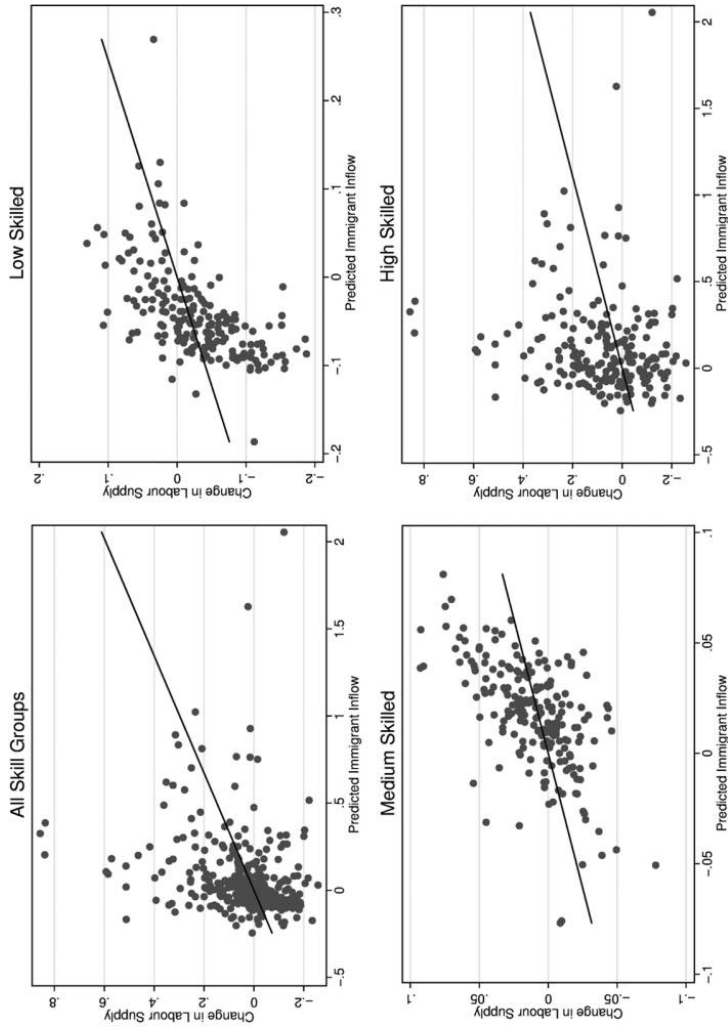 All Skill Groups
Change in Labour Supply
.8
.6
.4
.2
0
-.2
-.5 0 .5 1 1.5 2
Predicted Immigrant Inflow
Low Skilled
Change in Labour Supply
.2
.1
0
-.1
-.2
-.2 -.1 0 .1 .2 .3
Predicted Immigrant Inflow
Medium Skilled
Change in Labour Supply
.1
.05
0
-.05
-.1
-.1 -.05 0 .05 .1
Predicted Immigrant Inflow
High Skilled
Change in Labour Supply
.8
.6
.4
.2
0
-.2
-.5 0 .5 1 1.5 2
Predicted Immigrant Inflow